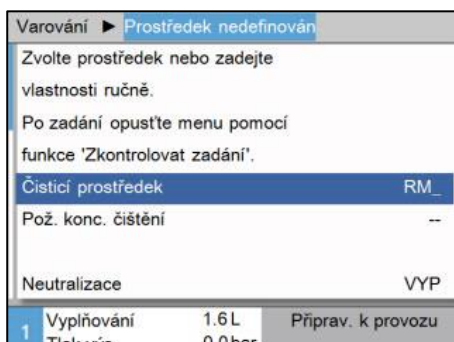 Varování ► Prostředek nedefinován
Zvolte prostředek nebo zadejte
vlastnosti ručně.
Po zadání opusťte menu pomocí
funkce 'Zkontrolovat zadání'.
Čisticí prostředek RM_
Pož. konc. čištění --
Neutralizace VYP
1 Vyplňování 1.6 L Připrav. k provozu